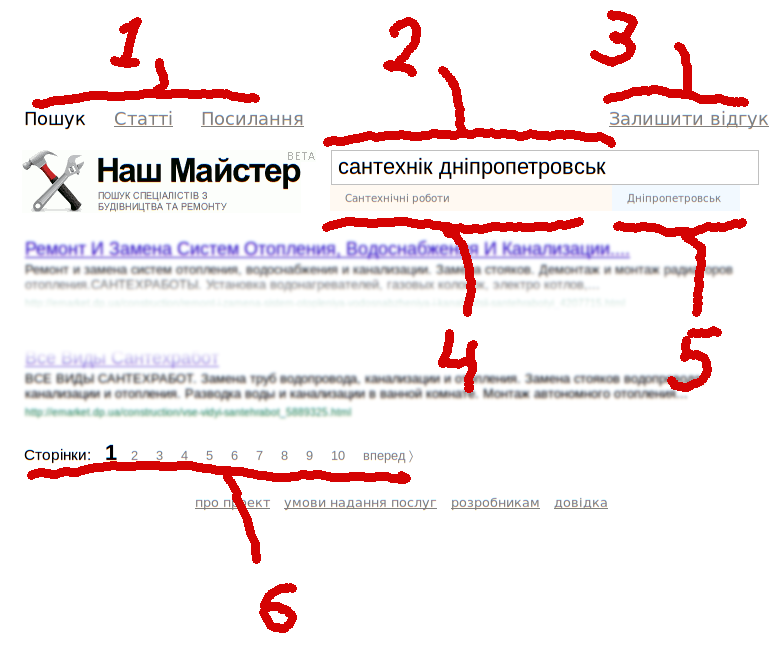 1
2
3
Пошук Статті Посилання
Залишити відгук
Наш Майстер BETA
ПОШУК СПЕЦІАЛІСТІВ З
БУДІВНИЦТВА ТА РЕМОНТУ
сантехнік дніпропетровськ
Сантехнічні роботи
Дніпропетровськ
Ремонт И Замена Систем Отопления, Водоснабжения И Канализации....
Ремонт и замена систем отопления, водоснабжения и канализации. Замена стояков. Демонтаж и монтаж радиаторов
отопления.САНТЕХРАБОТЫ. Установка водонагревателей, газовых колонок, электро котлов,...
4
5
Все Виды Сантехработ
ВСЕ ВИДЫ САНТЕХРАБОТ. Замена труб водопровода, канализации и отопления. Замена стояков водопровода,
канализации и отопления. Разводка воды и канализации в ванной комнате. Монтаж автономного отопления...
http://emarket.dp.ua/construction/vse-vidyi-santehrabot_5889325.html
Сторінки: 1 2 3 4 5 6 7 8 9 10 вперед 〉
про проект умови надання послуг розробникам довідка
6